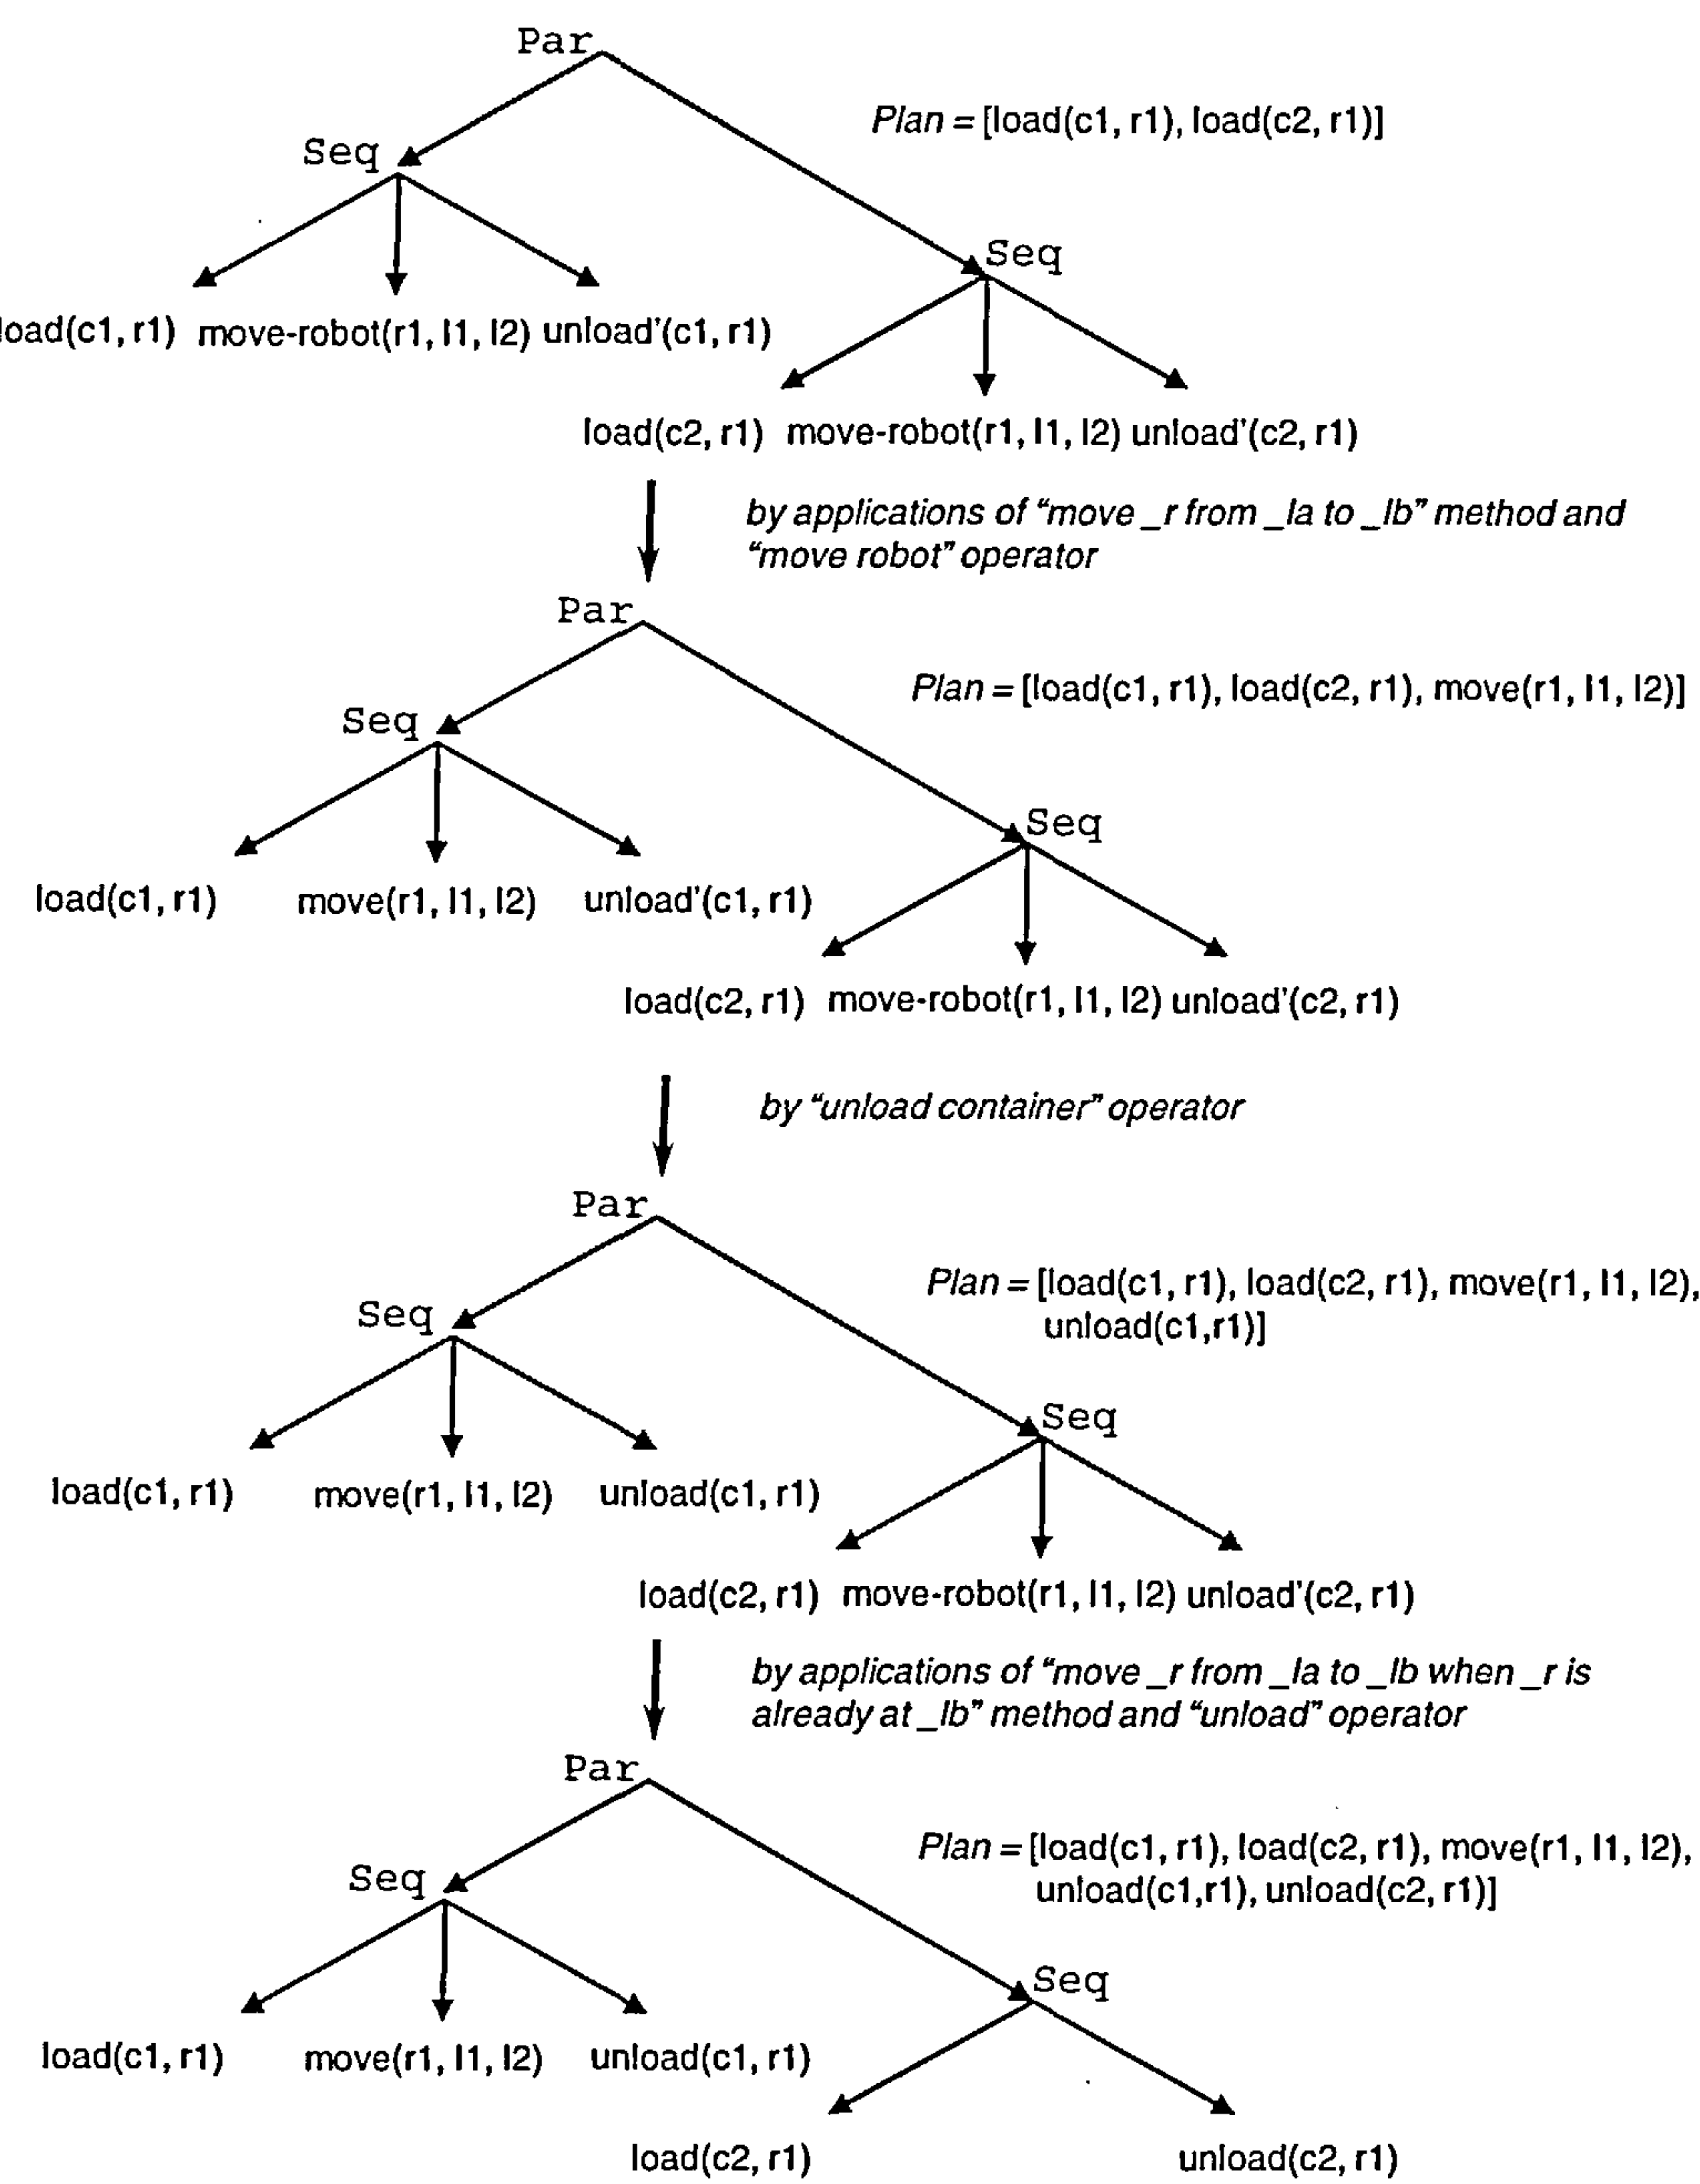 Par
Plan = [load(c1, r1), load(c2, r1)]
Seq
Seq
load(c1, r1) move-robot(r1, l1, l2) unload'(c1, r1)
load(c2, r1) move-robot(r1, l1, l2) unload'(c2, r1)
by applications of “move _r from _la to _lb” method and
“move robot” operator
Par
Plan = [load(c1, r1), load(c2, r1), move(r1, l1, l2)]
Seq
Seq
load(c1, r1) move(r1, l1, l2) unload'(c1, r1)
load(c2, r1) move-robot(r1, l1, l2) unload'(c2, r1)
by “unload container” operator
Par
Plan = [load(c1, r1), load(c2, r1), move(r1, l1, l2),
unload(c1,r1)]
Seq
Seq
load(c1, r1) move(r1, l1, l2) unload(c1, r1)
load(c2, r1) move-robot(r1, l1, l2) unload'(c2, r1)
by applications of “move _r from _la to _lb when _r is
already at _lb” method and “unload” operator
Par
Plan = [load(c1, r1), load(c2, r1), move(r1, l1, l2),
unload(c1,r1), unload(c2, r1)]
Seq
Seq
load(c1, r1) move(r1, l1, l2) unload(c1, r1)
load(c2, r1) unload(c2, r1)